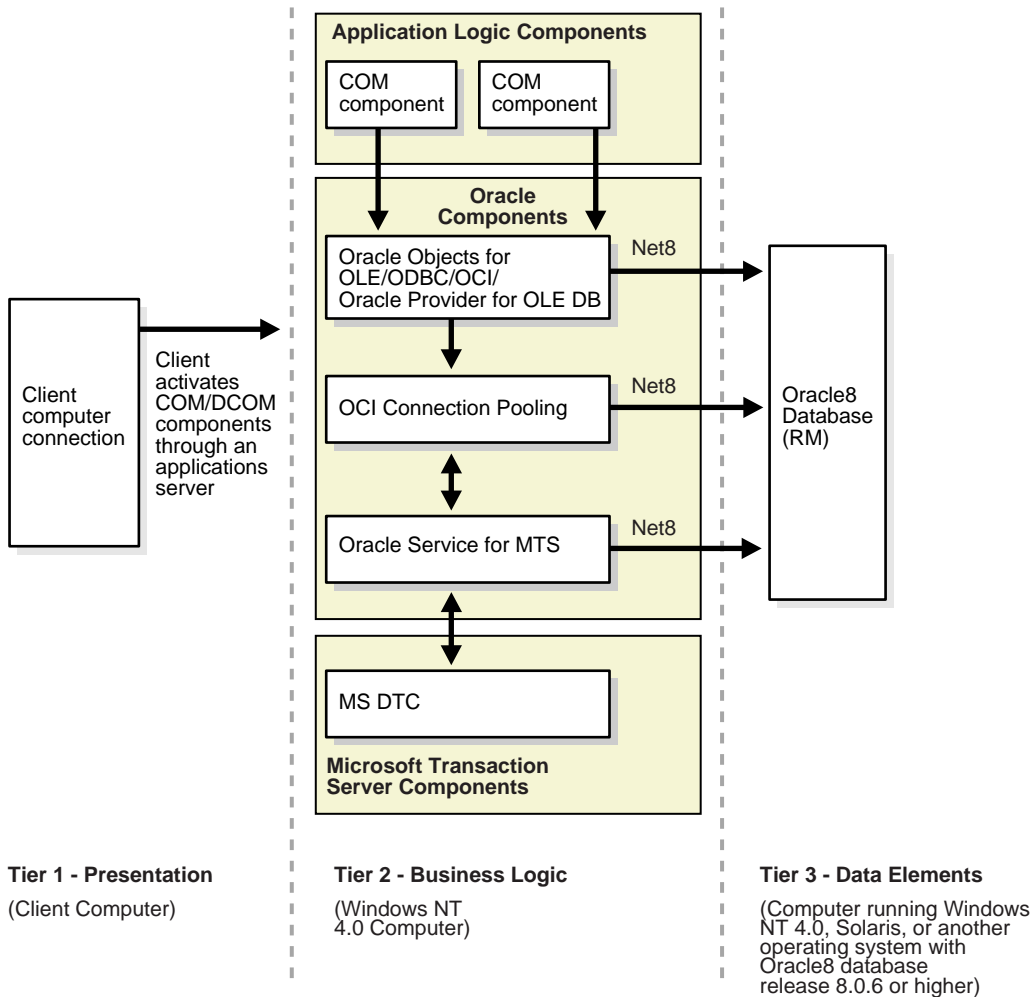 Application Logic Components
COM
component
COM
component
Oracle
Components
Oracle Objects for
OLE/ODBC/OCI/
Oracle Provider for OLE DB
Net8
Client
computer
connection
Client
activates
COM/DCOM
components
through an
applications
server
OCI Connection Pooling
Net8
Oracle8
Database
(RM)
Oracle Service for MTS
Net8
MS DTC
Microsoft Transaction
Server Components
Tier 1 - Presentation
(Client Computer)
Tier 2 - Business Logic
(Windows NT
4.0 Computer)
Tier 3 - Data Elements
(Computer running Windows
NT 4.0, Solaris, or another
operating system with
Oracle8 database
release 8.0.6 or higher)